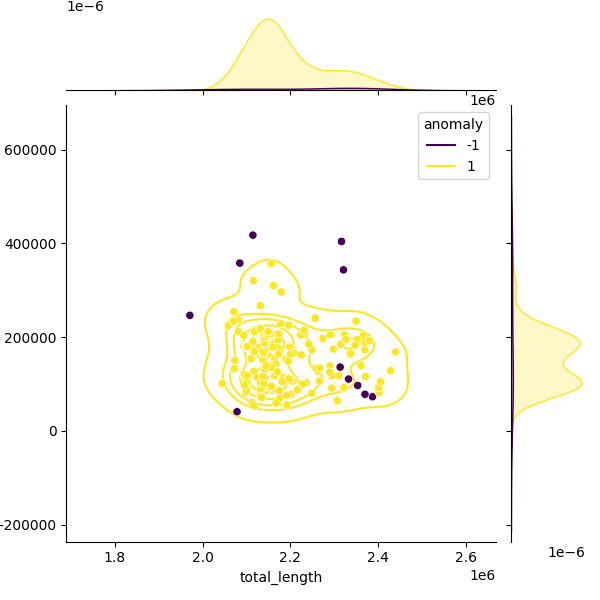 1e−6
1e6
anomaly
-1
1
600000
400000
200000
0
−200000
1.8 2.0 2.2 2.4 2.6
1e−6
total_length
1e6